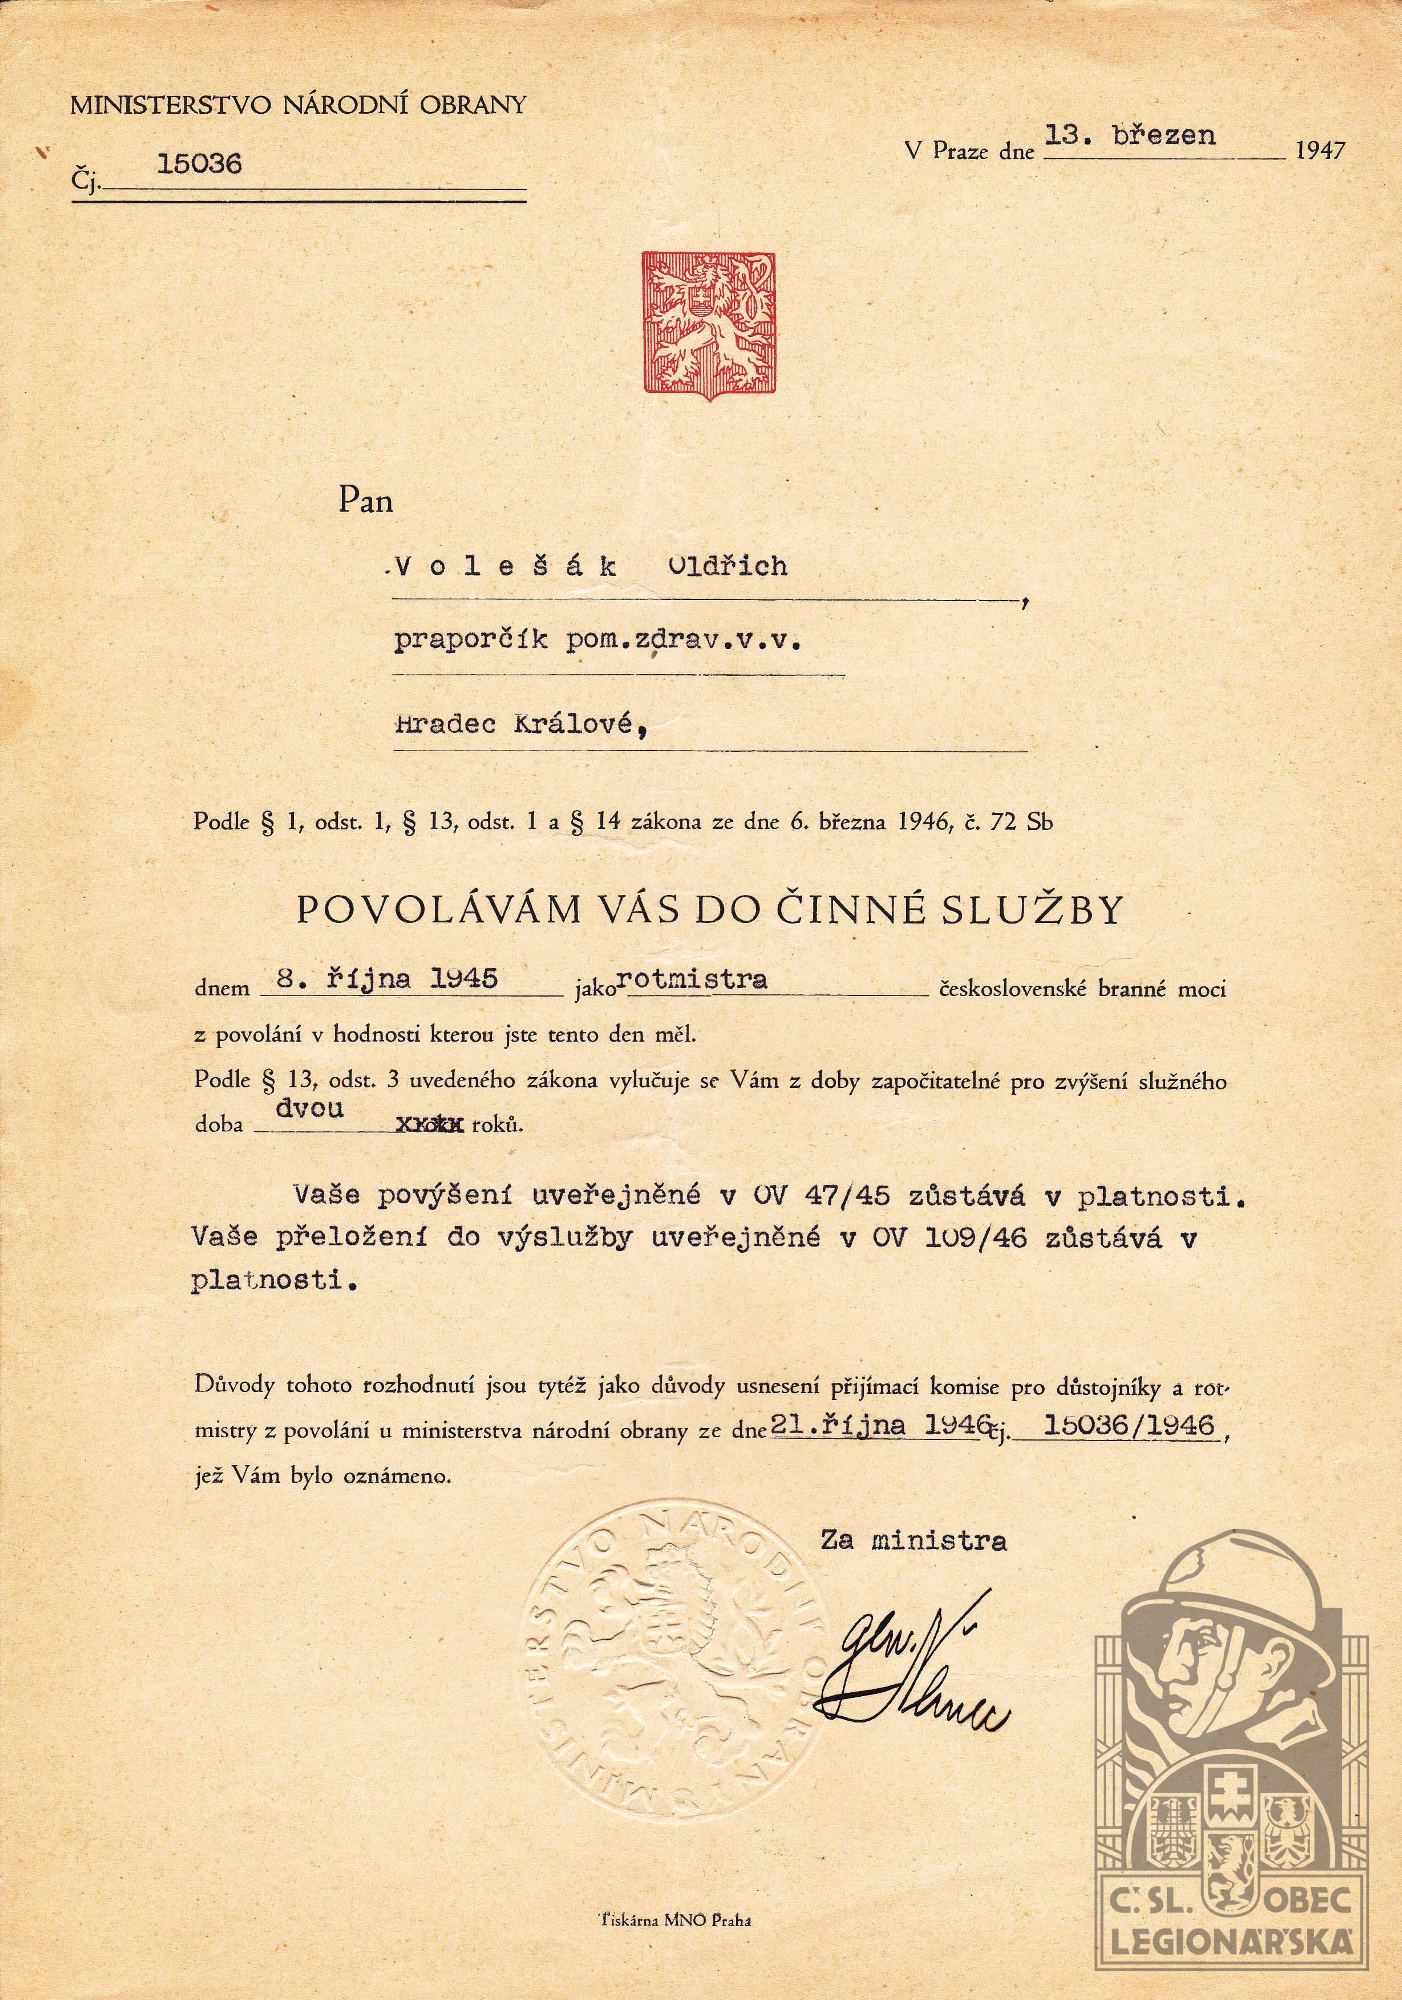 MINISTERSTVO NÁRODNÍ OBRANY
Čj. 15036
V Praze dne 13. březen 1947
Pan
Volešák Oldřich,
praporčík pom.zdrav.v.v.
Hradec Králové,
Podle § 1, odst. 1, § 13, odst. 1 a § 14 zákona ze dne 6. března 1946, č. 72 Sb
POVOLÁVÁM VÁS DO ČINNÉ SLUŽBY
dnem 8. října 1945 jako rotmistra československé branné moci
z povolání v hodnosti kterou jste tento den měl.
Podle § 13, odst. 3 uvedeného zákona vylučuje se Vám z doby započitatelné pro zvýšení služného
doba dvou roků.
Vaše povýšení uveřejněné v OV 47/45 zůstává v platnosti.
Vaše přeložení do výslužby uveřejněné v OV 109/46 zůstává v
platnosti.
Důvody tohoto rozhodnutí jsou tytéž jako důvody usnesení přijímací komise pro důstojníky a rot-
mistry z povolání u ministerstva národní obrany ze dne 21.října 1946 čj. 15036/1946,
jež Vám bylo oznámeno.
Za ministra
gen.
MINISTERSTVO NÁRODNÍ OBRANY
Tiskárna MNO Praha
Č. SL. OBEC
LEGIONÁŘSKÁ